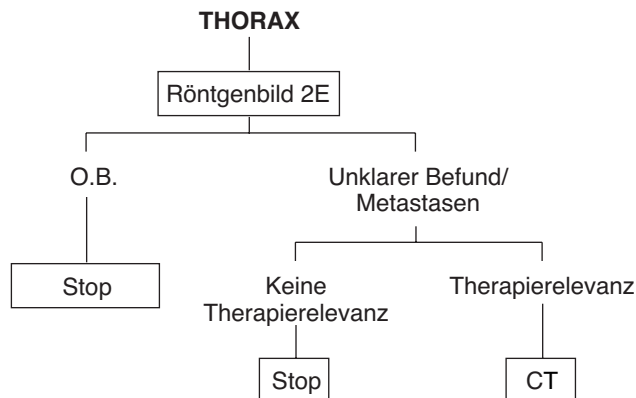 THORAX
Röntgenbild 2E
O.B.
Unklarer Befund/
Metastasen
Stop
Keine
Therapierelevanz
Therapierelevanz
Stop
CT